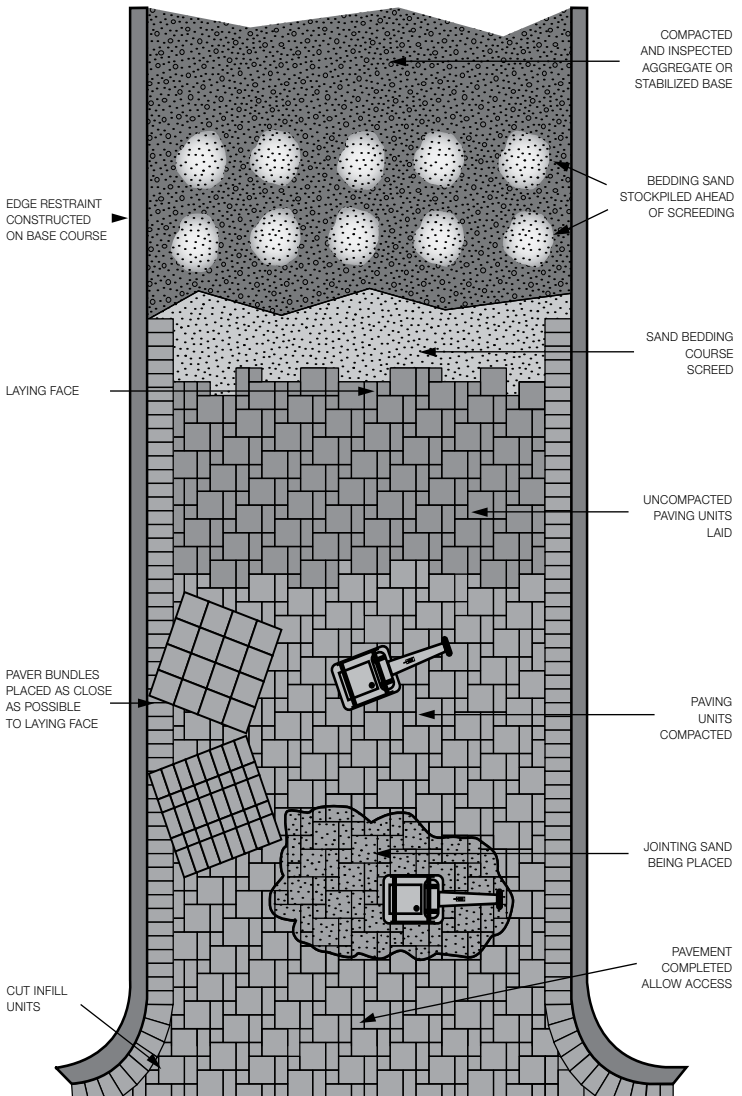 COMPACTED
AND INSPECTED
AGGREGATE OR
STABILIZED BASE
BEDDING SAND
STOCKPILED AHEAD
OF SCREEDING
EDGE RESTRAINT
CONSTRUCTED
ON BASE COURSE
SAND BEDDING
COURSE
SCREED
LAYING FACE
UNCOMPACTED
PAVING UNITS
LAID
PAVER BUNDLES
PLACED AS CLOSE
AS POSSIBLE
TO LAYING FACE
PAVING
UNITS
COMPACTED
JOINTING SAND
BEING PLACED
PAVEMENT
COMPLETED
ALLOW ACCESS
CUT INFILL
UNITS